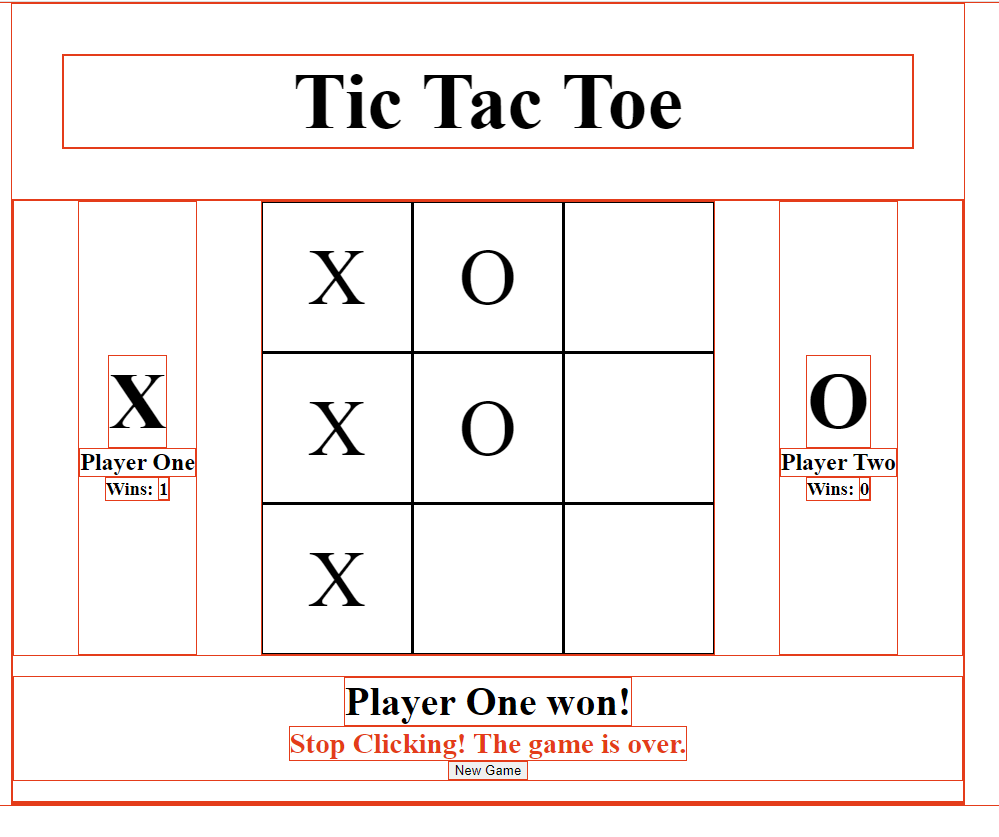 Tic Tac Toe
X O
X O
X
X
Player One
Wins: 1
O
Player Two
Wins: 0
Player One won!
Stop Clicking! The game is over.
New Game